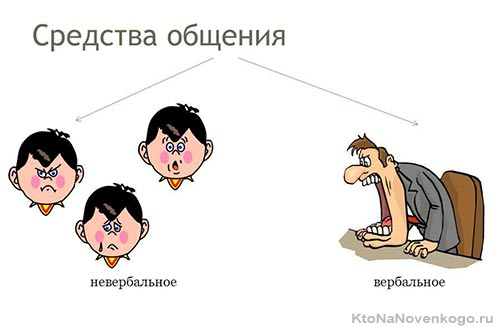 Средства общения
невербальное
вербальное
KtoNaNovenkogo.ru